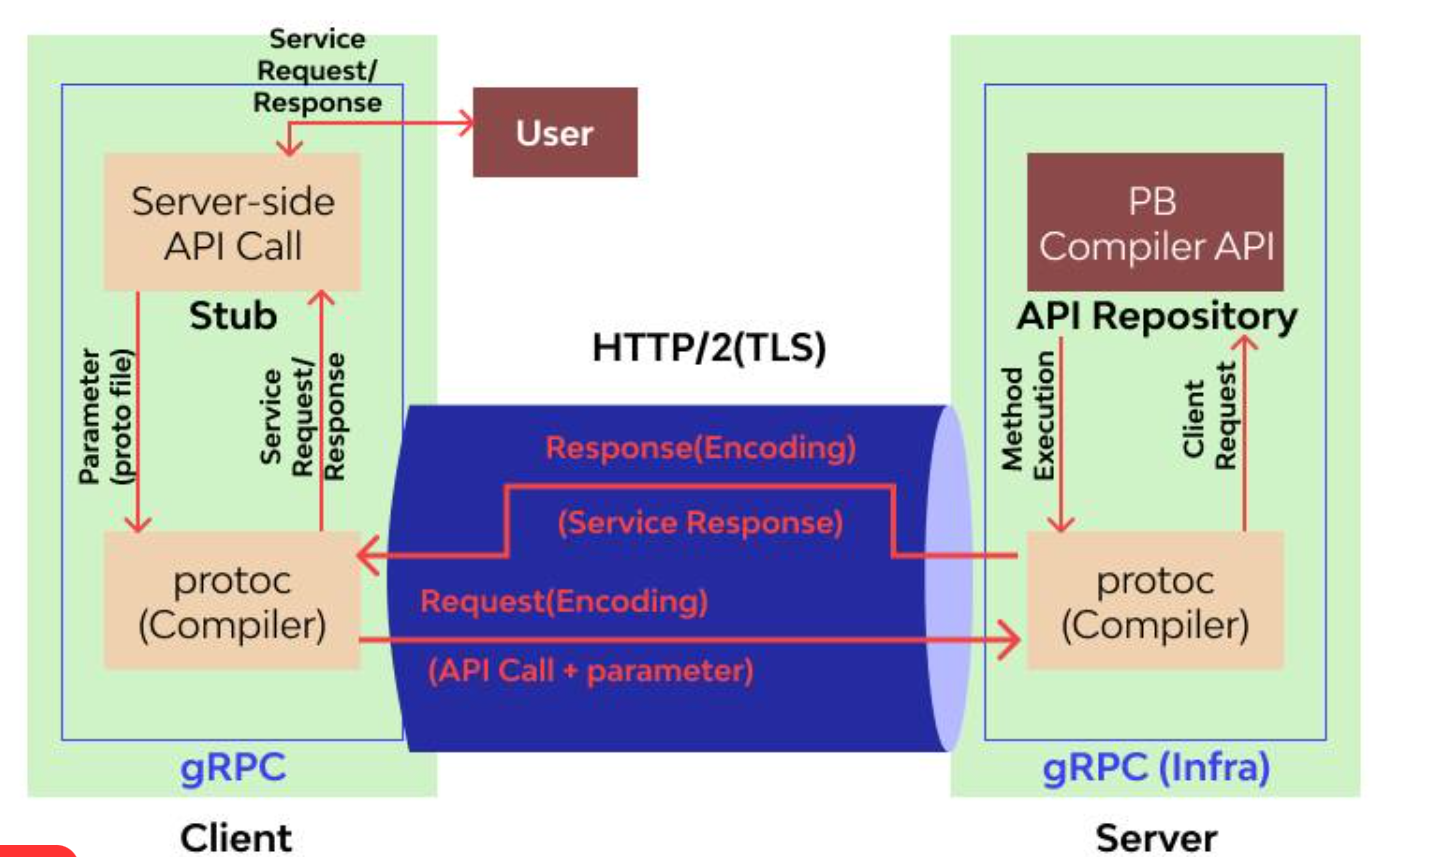 Service
Request/
Response
User
Server-side
API Call
Stub
Parameter
(proto file)
Service
Request/
Response
protoc
(Compiler)
gRPC
Client
HTTP/2(TLS)
Response(Encoding)
(Service Response)
Request(Encoding)
(API Call + parameter)
PB
Compiler API
API Repository
Method
Execution
Client
Request
protoc
(Compiler)
gRPC (Infra)
Server